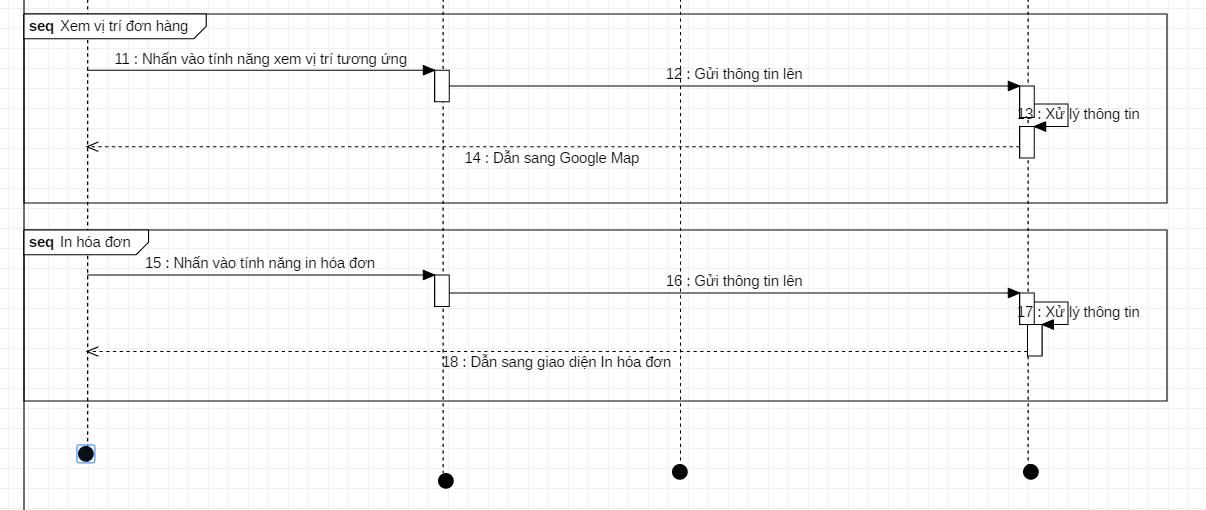 seq Xem vị trí đơn hàng
11 : Nhấn vào tính năng xem vị trí tương ứng
12 : Gửi thông tin lên
13 : Xử lý thông tin
14 : Dẫn sang Google Map
seq In hóa đơn
15 : Nhấn vào tính năng in hóa đơn
16 : Gửi thông tin lên
17 : Xử lý thông tin
18 : Dẫn sang giao diện In hóa đơn